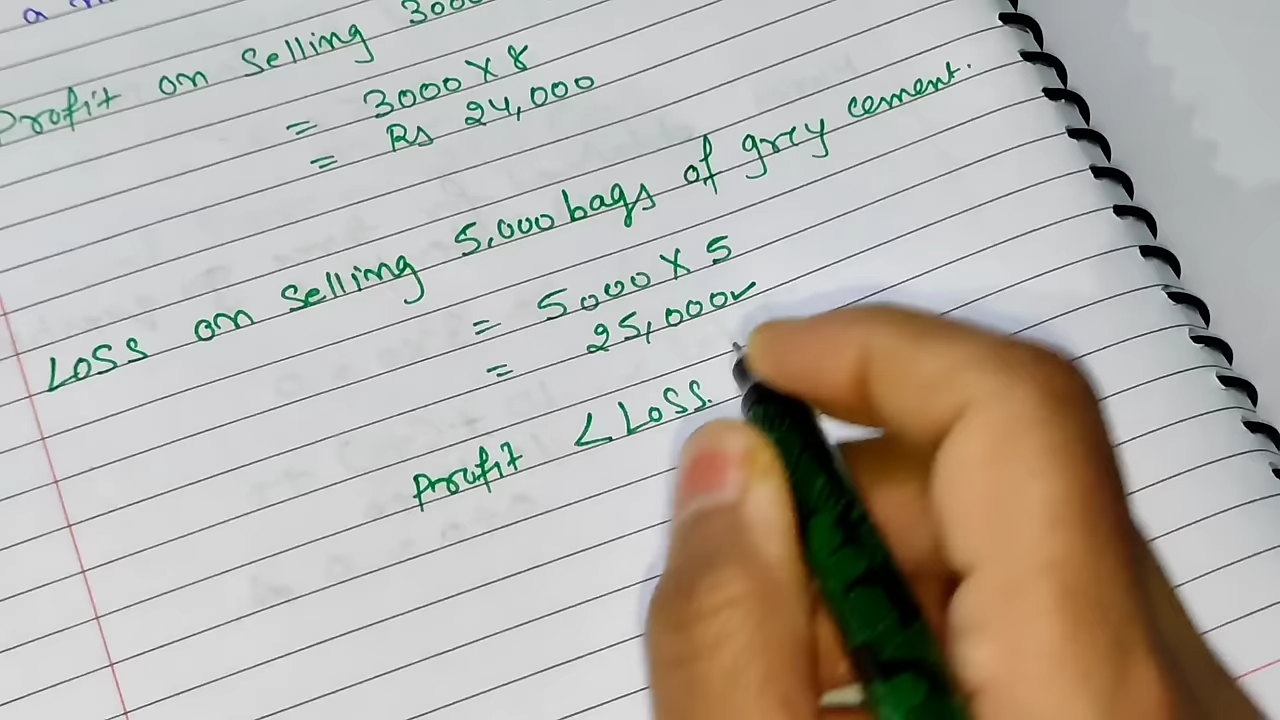 a
Profit on Selling 300
= 3000 X 8
= Rs 24,000
Loss on Selling 5,000 bags of grey cement.
= 5000 X 5
= 25,000
Profit < Loss.